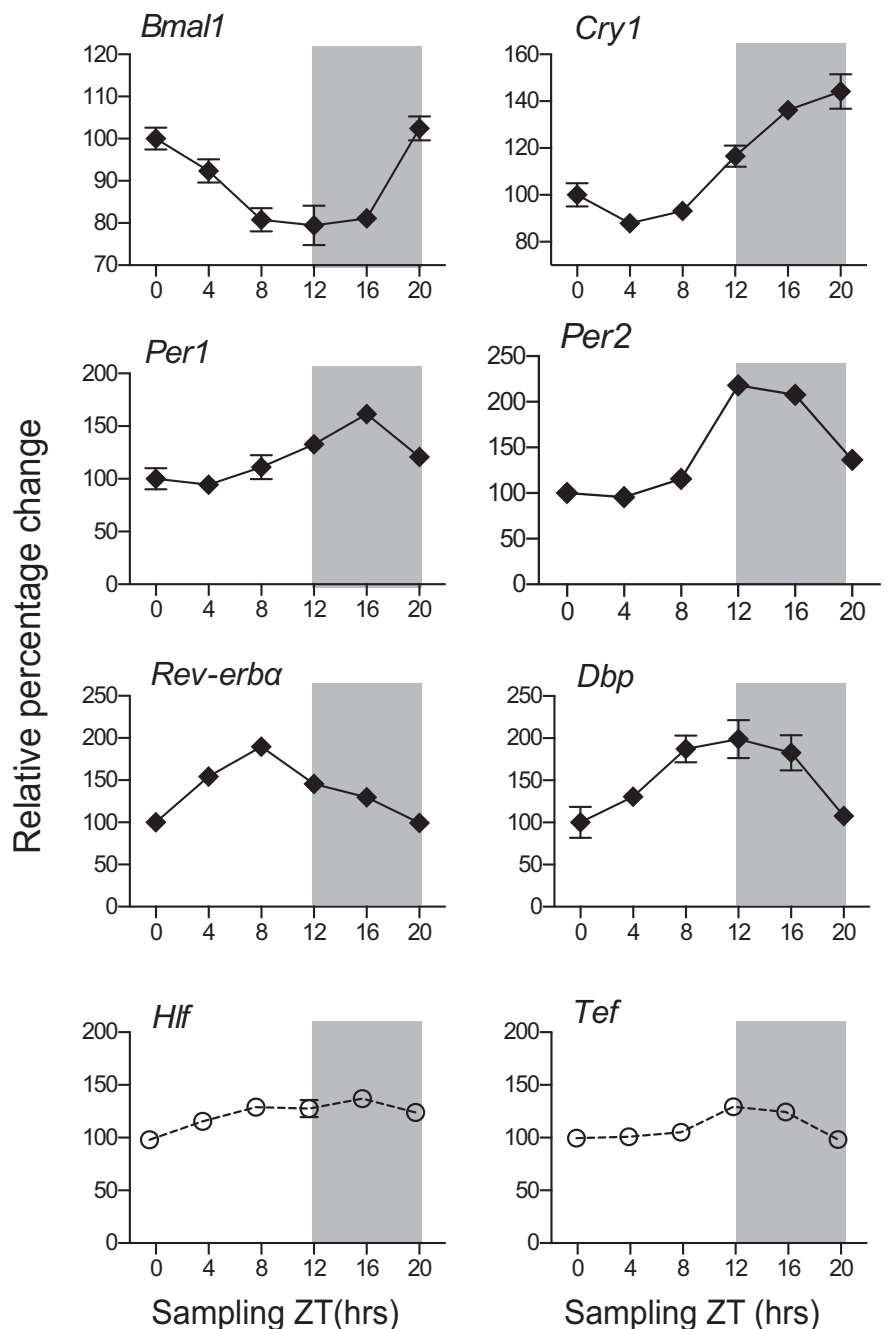 Bmal1
120
110
100
90
80
70
0 4 8 12 16 20
Cry1
160
140
120
100
80
0 4 8 12 16 20
Per1
200
150
100
50
0
0 4 8 12 16 20
Per2
250
200
150
100
50
0
0 4 8 12 16 20
Relative percentage change
Rev-erbα
250
200
150
100
50
0
0 4 8 12 16 20
Dbp
250
200
150
100
50
0
0 4 8 12 16 20
Hlf
200
150
100
50
0
0 4 8 12 16 20
Sampling ZT(hrs)
Tef
200
150
100
50
0
0 4 8 12 16 20
Sampling ZT (hrs)